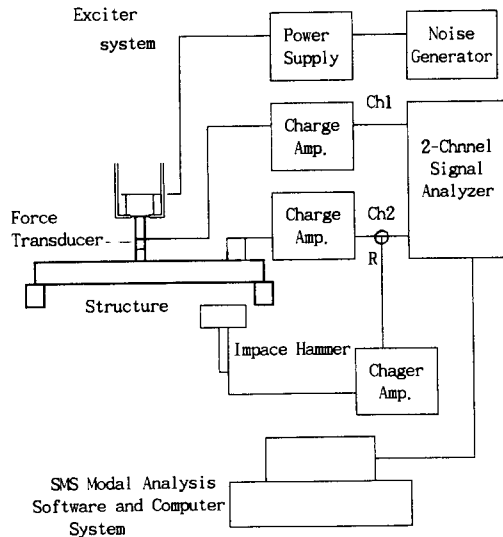 Exciter
system
Power
Supply
Noise
Generator
Ch1
Charge
Amp.
2-Chnnel
Signal
Analyzer
Force
Transducer
Charge
Amp.
Ch2
R
Structure
Impace Hammer
Chager
Amp.
SMS Modal Analysis
Software and Computer
System